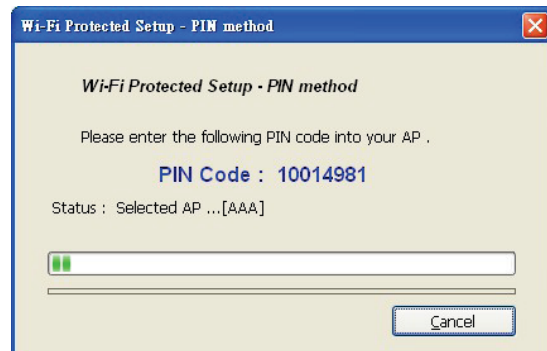 Wi-Fi Protected Setup - PIN method
Wi-Fi Protected Setup - PIN method
Please enter the following PIN code into your AP .
PIN Code : 10014981
Status : Selected AP ...[AAA]
Cancel